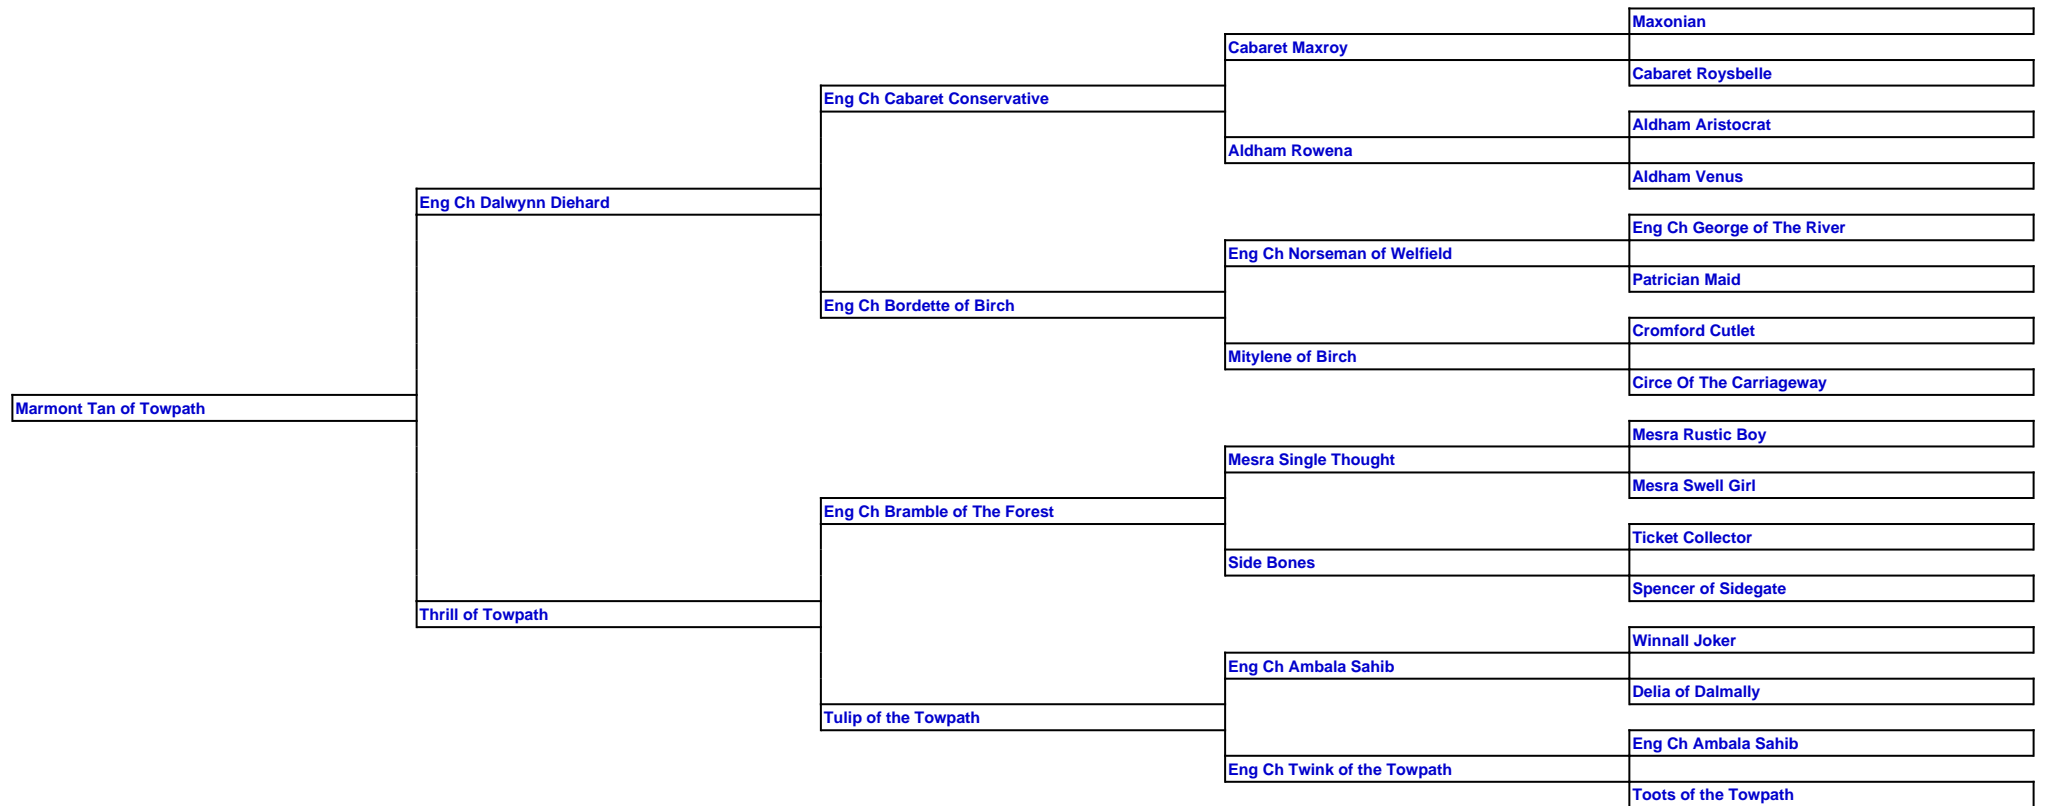 Maxonian
Cabaret Maxroy
Cabaret Roysbelle
Eng Ch Cabaret Conservative
Aldham Aristocrat
Aldham Rowena
Aldham Venus
Eng Ch Dalwynn Diehard
Eng Ch George of The River
Eng Ch Norseman of Welfield
Patrician Maid
Eng Ch Bordette of Birch
Cromford Cutlet
Mitylene of Birch
Circe Of The Carriageway
Marmont Tan of Towpath
Mesra Rustic Boy
Mesra Single Thought
Mesra Swell Girl
Eng Ch Bramble of The Forest
Ticket Collector
Side Bones
Spencer of Sidegate
Thrill of Towpath
Winnall Joker
Eng Ch Ambala Sahib
Delia of Dalmally
Tulip of the Towpath
Eng Ch Ambala Sahib
Eng Ch Twink of the Towpath
Toots of the Towpath